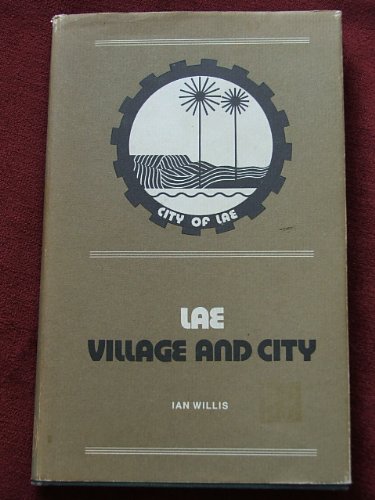 CITY OF LAE
LAE
VILLAGE AND CITY
IAN WILLIS